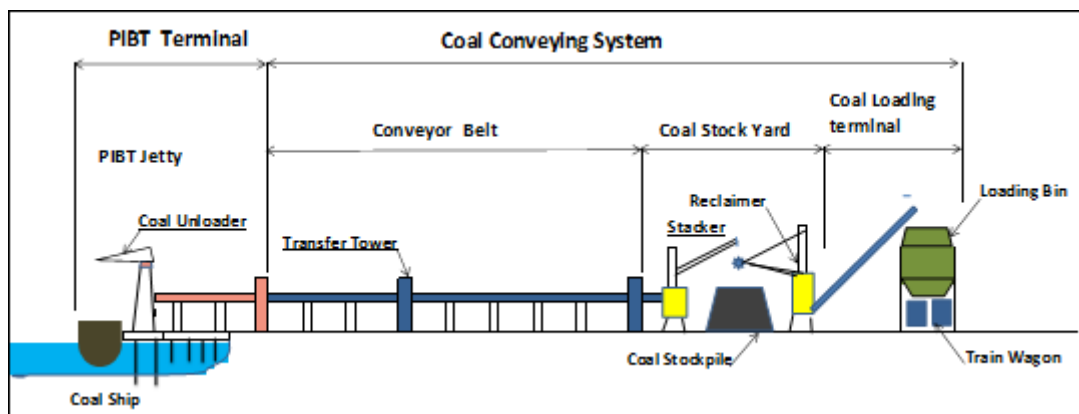 PIBT Terminal
Coal Conveying System
Coal Loading
terminal
Conveyor Belt
Coal Stock Yard
PIBT Jetty
Loading Bin
Reclaimer
Coal Unloader
Stacker
Transfer Tower
Coal Stockpile
Train Wagon
Coal Ship